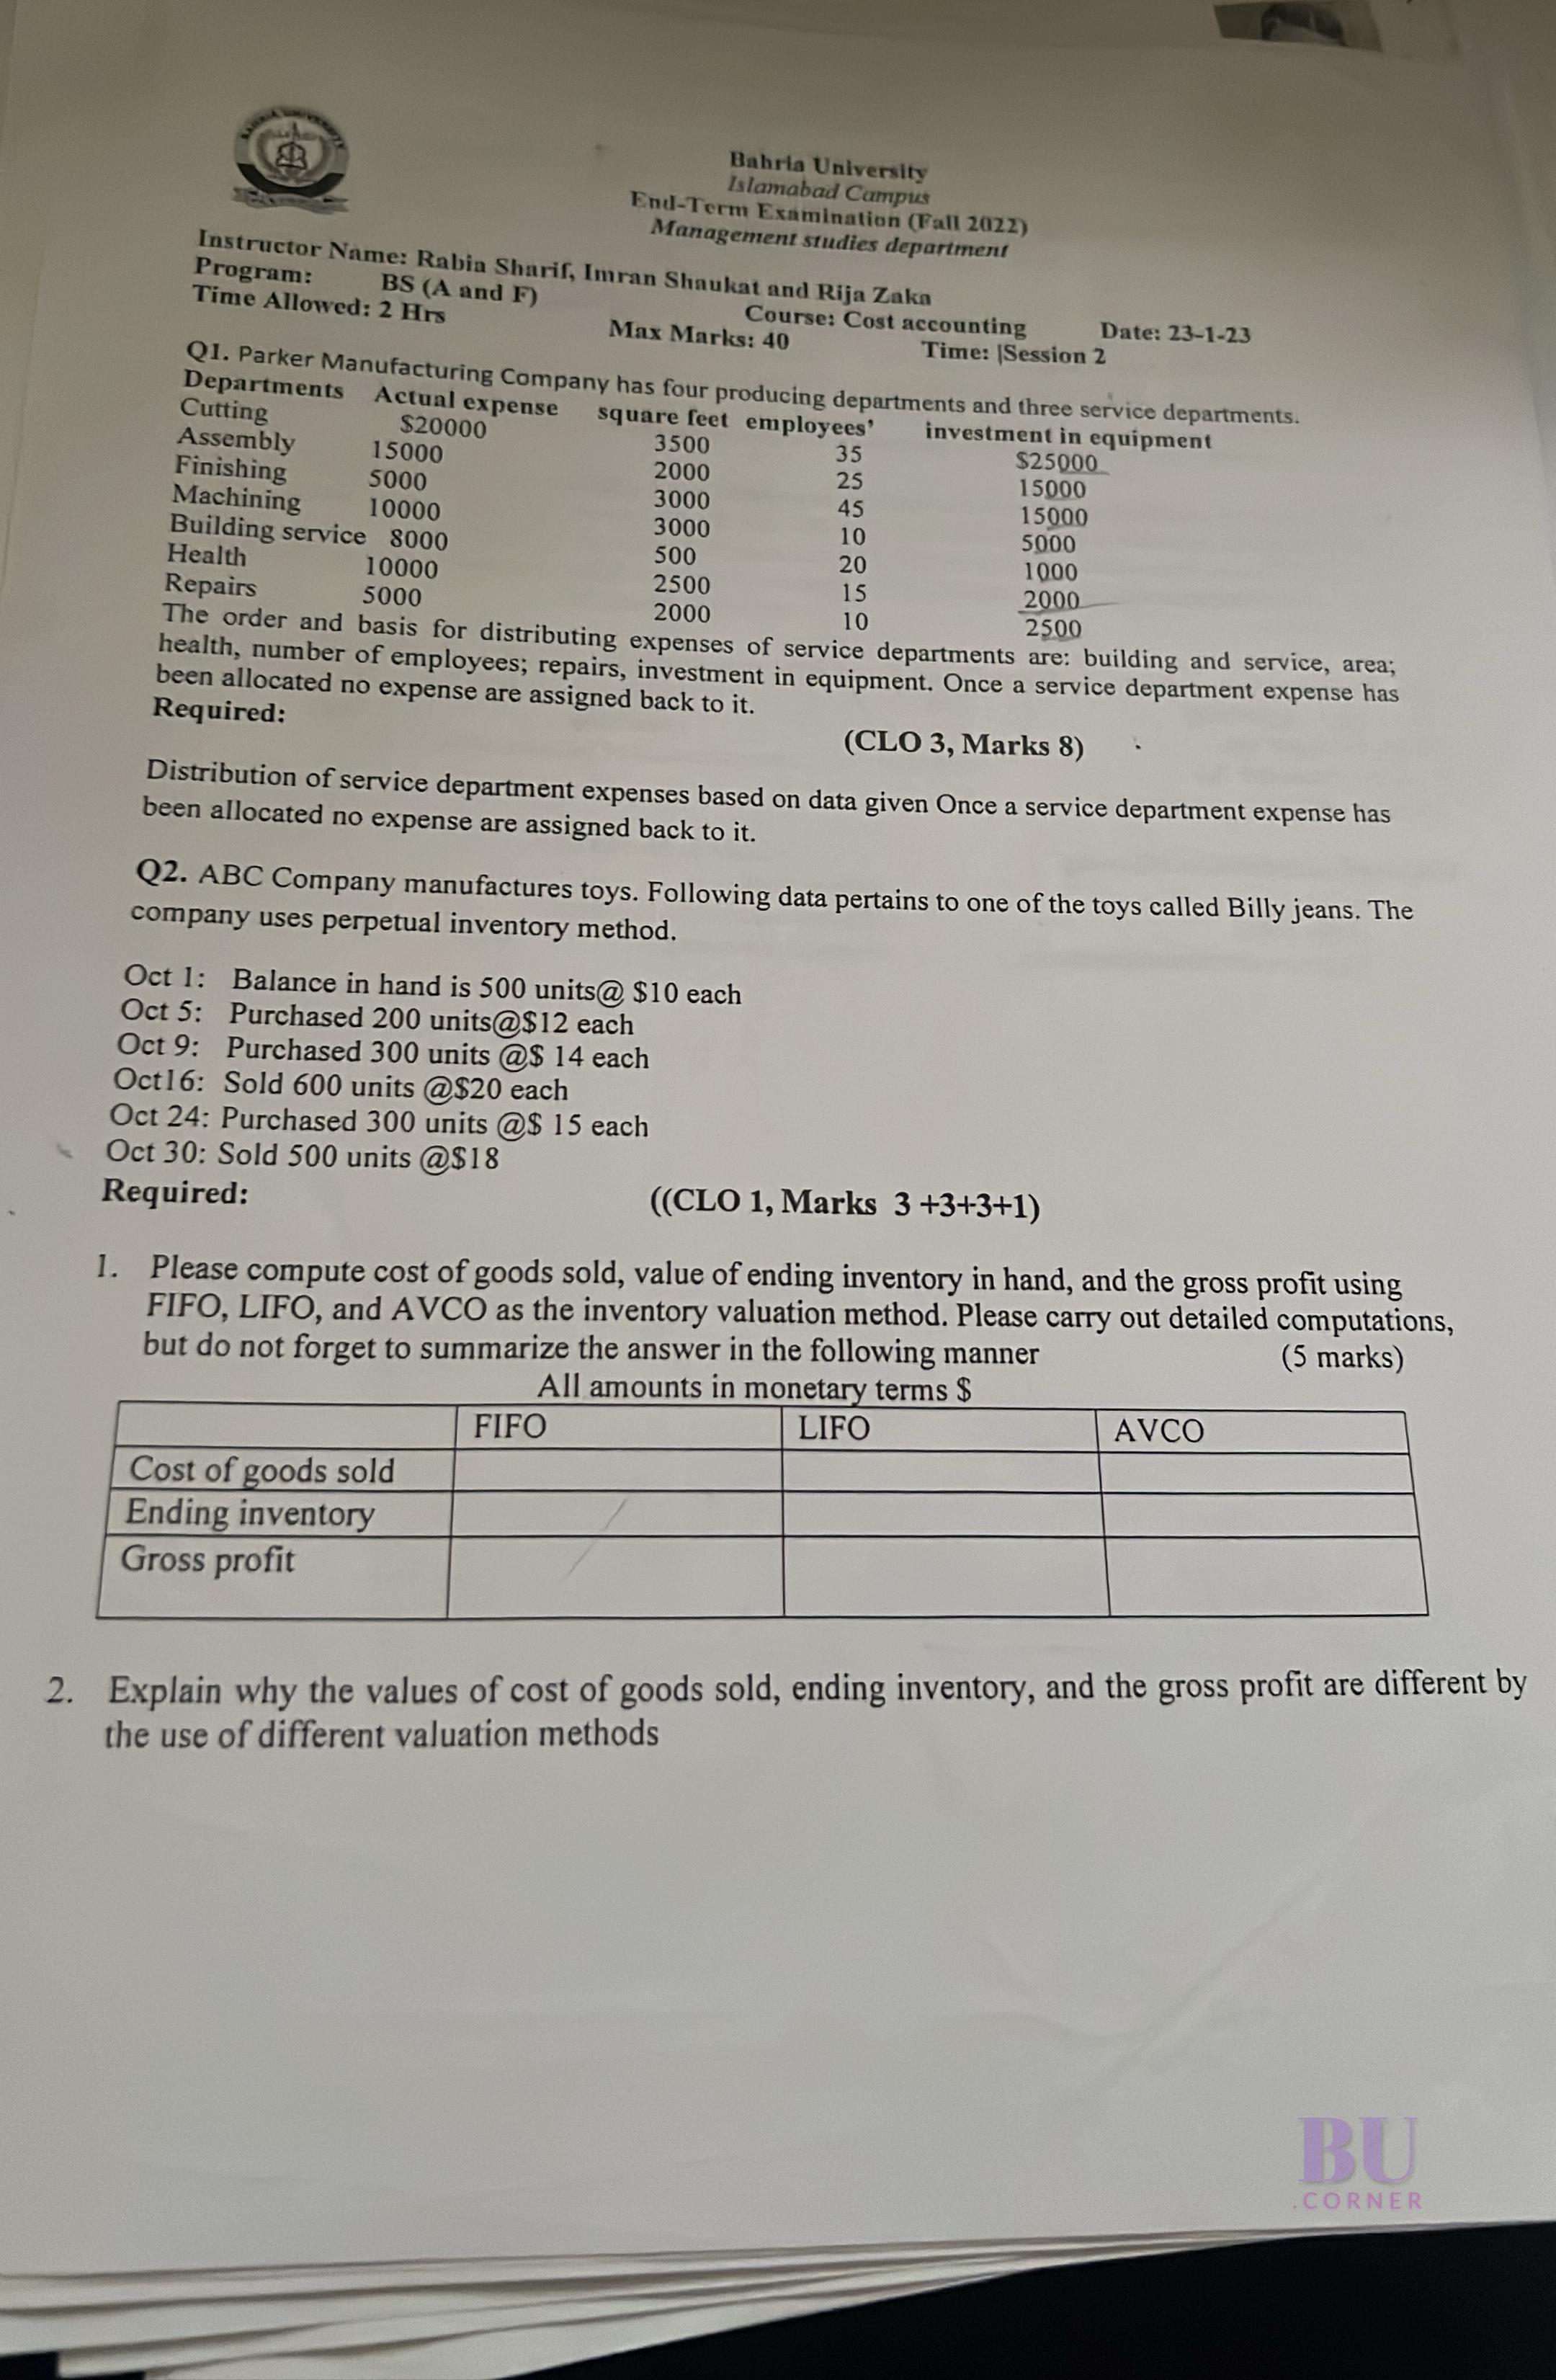 BAHRIA UNIVERSITY
Bahria University
Islamabad Campus
End-Term Examination (Fall 2022)
Management studies department
Instructor Name: Rabia Sharif, Imran Shaukat and Rija Zaka
Program: BS (A and F) Course: Cost accounting Date: 23-1-23
Time Allowed: 2 Hrs Max Marks: 40 Time: |Session 2
Q1. Parker Manufacturing Company has four producing departments and three service departments.
Departments Actual expense square feet employees' investment in equipment
Cutting $20000 3500 35 $25000
Assembly 15000 2000 25 15000
Finishing 5000 3000 45 15000
Machining 10000 3000 10 5000
Building service 8000 500 20 1000
Health 10000 2500 15 2000
Repairs 5000 2000 10 2500
The order and basis for distributing expenses of service departments are: building and service, area;
health, number of employees; repairs, investment in equipment. Once a service department expense has
been allocated no expense are assigned back to it.
Required: (CLO 3, Marks 8)
Distribution of service department expenses based on data given Once a service department expense has
been allocated no expense are assigned back to it.
Q2. ABC Company manufactures toys. Following data pertains to one of the toys called Billy jeans. The
company uses perpetual inventory method.
Oct 1: Balance in hand is 500 units@ $10 each
Oct 5: Purchased 200 units@$12 each
Oct 9: Purchased 300 units @$ 14 each
Oct16: Sold 600 units @$20 each
Oct 24: Purchased 300 units @$ 15 each
Oct 30: Sold 500 units @$18
Required: ((CLO 1, Marks 3 +3+3+1)
1. Please compute cost of goods sold, value of ending inventory in hand, and the gross profit using
FIFO, LIFO, and AVCO as the inventory valuation method. Please carry out detailed computations,
but do not forget to summarize the answer in the following manner (5 marks)
All amounts in monetary terms $
FIFO LIFO AVCO
Cost of goods sold
Ending inventory
Gross profit
2. Explain why the values of cost of goods sold, ending inventory, and the gross profit are different by
the use of different valuation methods
BU
.CORNER